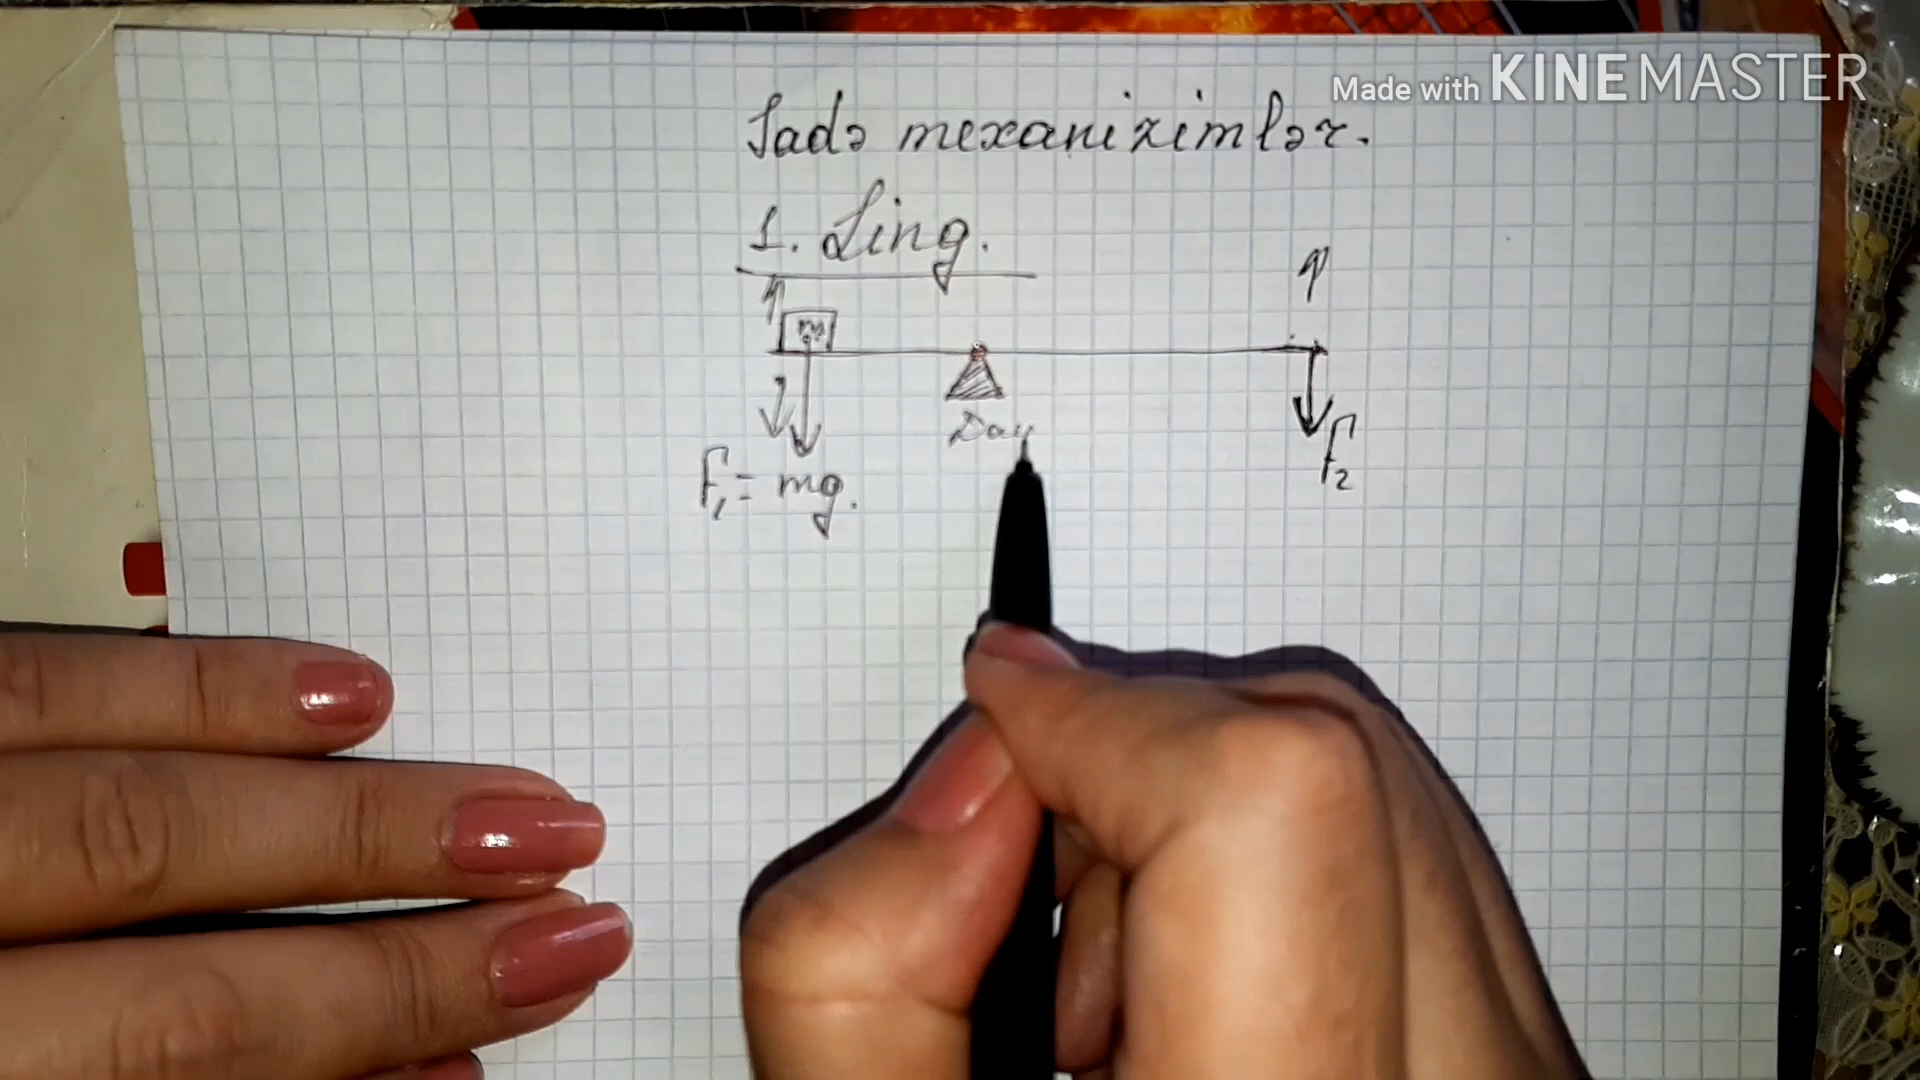 Made with KINEMASTER
Sadə mexanizimlər.
1. Ling.
m
Day
F₁ = mg.
F₂